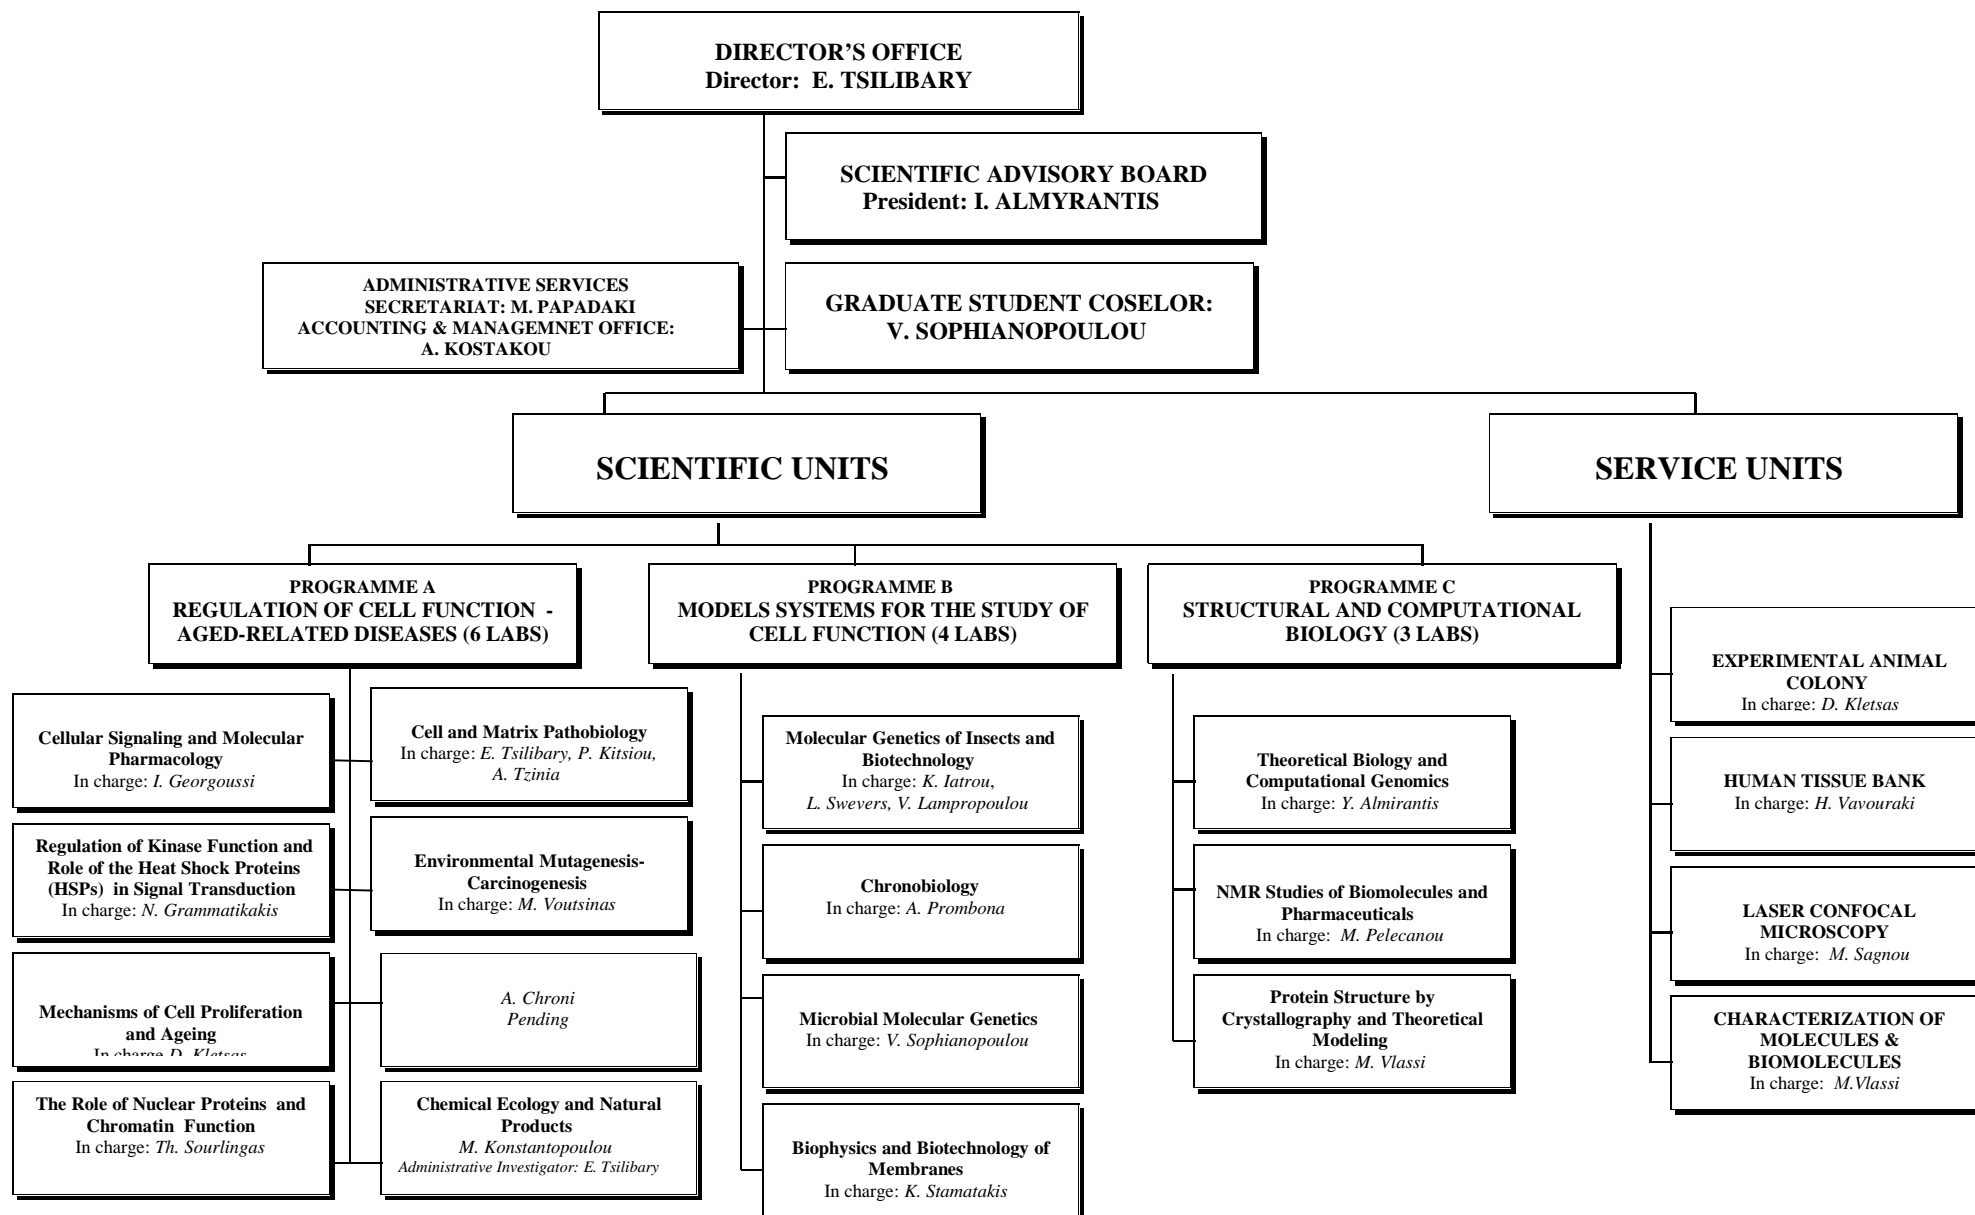 DIRECTOR'S OFFICE
Director:  E. TSILIBARY
SCIENTIFIC ADVISORY BOARD
President: I. ALMYRANTIS
ADMINISTRATIVE SERVICES
SECRETARIAT: M. PAPADAKI
ACCOUNTING & MANAGEMNET OFFICE:
A. KOSTAKOU
GRADUATE STUDENT COSELOR:
V. SOPHIANOPOULOU
SCIENTIFIC UNITS
SERVICE UNITS
PROGRAMME A
REGULATION OF CELL FUNCTION  -
AGED-RELATED DISEASES (6 LABS)
PROGRAMME B
MODELS SYSTEMS FOR THE STUDY OF
CELL FUNCTION (4 LABS)
PROGRAMME C
STRUCTURAL AND COMPUTATIONAL
BIOLOGY (3 LABS)
Cellular Signaling and Molecular
Pharmacology
In charge: I. Georgoussi
Cell and Matrix Pathobiology
In charge: E. Tsilibary, P. Kitsiou,
A. Tzinia
Regulation of Kinase Function and
Role of the Heat Shock Proteins
(HSPs)  in Signal Transduction
In charge: N. Grammatikakis
Environmental Mutagenesis-
Carcinogenesis
In charge: M. Voutsinas
Mechanisms of Cell Proliferation
and Ageing
In charge D. Kletsas
A. Chroni
Pending
The Role of Nuclear Proteins  and
Chromatin  Function
In charge: Th. Sourlingas
Chemical Ecology and Natural
Products
M. Konstantopoulou
Administrative Investigator: E. Tsilibary
Molecular Genetics of Insects and
Biotechnology
In charge: K. Iatrou,
L. Swevers, V. Lampropoulou
Chronobiology
In charge: A. Prombona
Microbial Molecular Genetics
In charge: V. Sophianopoulou
Biophysics and Biotechnology of
Membranes
In charge: K. Stamatakis
Theoretical Biology and
Computational Genomics
In charge: Y. Almirantis
NMR Studies of Biomolecules and
Pharmaceuticals
In charge:  M. Pelecanou
Protein Structure by
Crystallography and Theoretical
Modeling
In charge: M. Vlassi
EXPERIMENTAL ANIMAL
COLONY
In charge: D. Kletsas
HUMAN TISSUE BANK
In charge: H. Vavouraki
LASER CONFOCAL
MICROSCOPY
In charge:  M. Sagnou
CHARACTERIZATION OF
MOLECULES &
BIOMOLECULES
In charge:  M.Vlassi